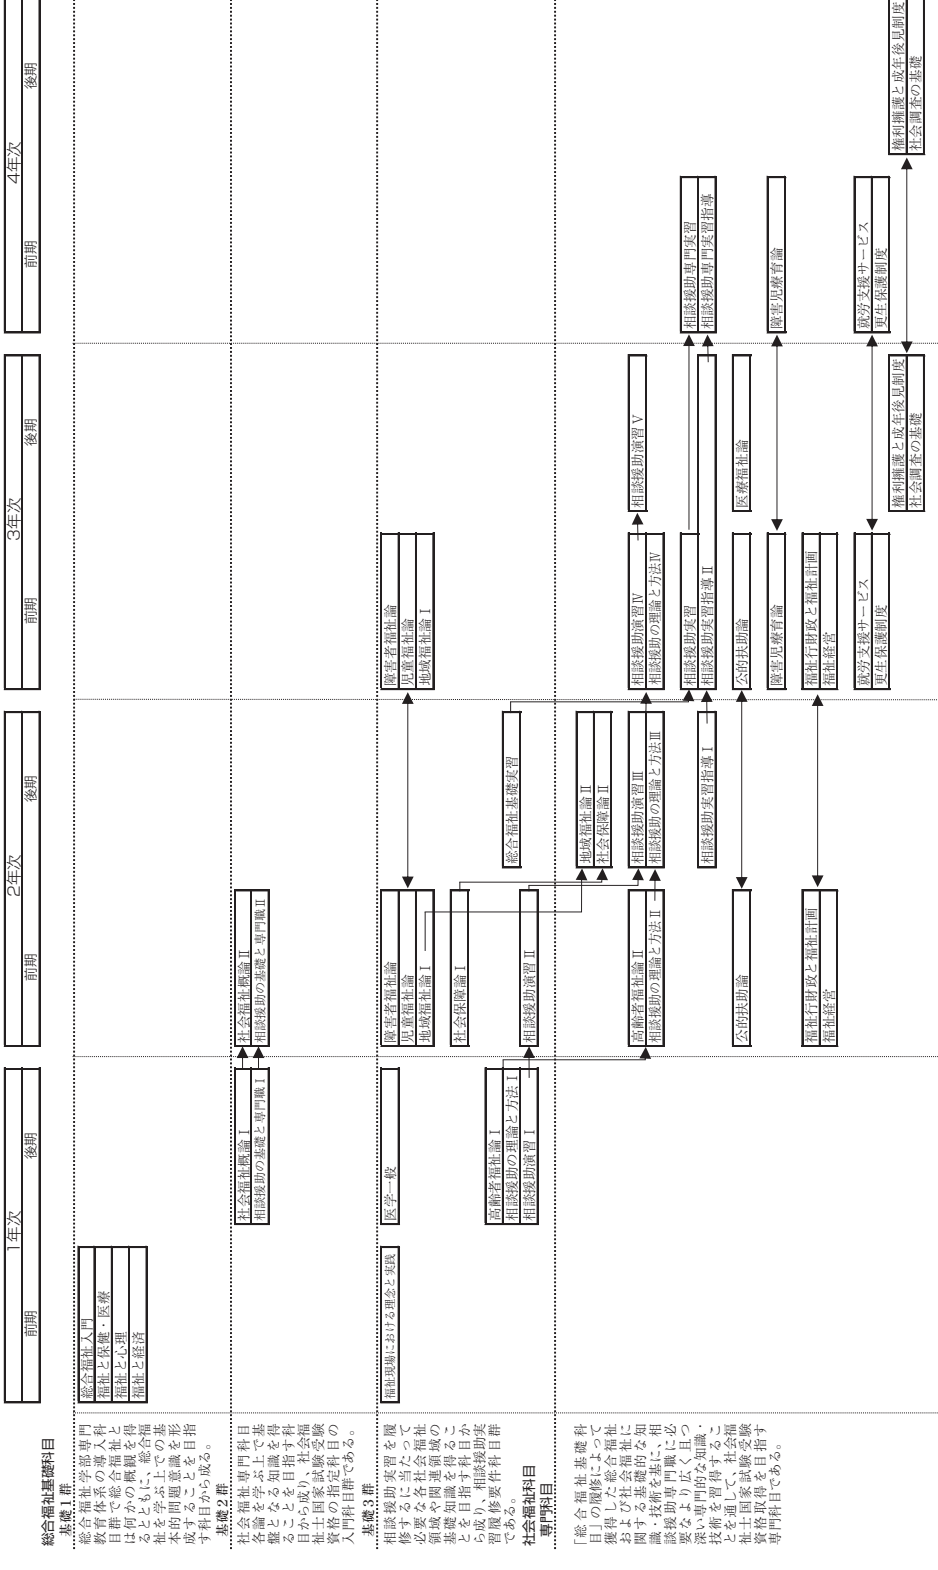 1年次
2年次
3年次
4年次
前期
後期
前期
後期
前期
後期
前期
後期
総合福祉基礎科目
基礎1群
総合福祉学部専門
教育体系の導入科
目群で総合福祉と
は何かの概観を得
るとともに、総合福
祉を学ぶ上での基
本的問題意識を形
成することを目指
す科目から成る。
総合福祉入門
福祉と保健・医療
福祉と心理
福祉と経済
基礎2群
社会福祉専門科目
各論を学ぶ上で基
盤となる知識を得
ることを目指す科
目から成り、社会福
祉士国家試験受験
資格の指定科目の
入門科目群である。
社会福祉概論Ⅰ
相談援助の基礎と専門職Ⅰ
社会福祉概論Ⅱ
相談援助の基礎と専門職Ⅱ
基礎3群
相談援助実習を履
修するに当たって
必要な各社会福祉
領域や関連領域の
基礎知識を得るこ
とを目指す科目か
ら成り、相談援助実
習履修要件科目群
である。
福祉現場における理念と実践
医学一般
障害者福祉論
児童福祉論
地域福祉論Ⅰ
障害者福祉論
児童福祉論
地域福祉論Ⅰ
社会保障論Ⅰ
高齢者福祉論Ⅰ
相談援助の理論と方法Ⅰ
相談援助演習Ⅰ
相談援助演習Ⅱ
総合福祉基礎実習
社会福祉科目
専門科目
「総合福祉基礎科
目」の履修によって
獲得した総合福祉
および社会福祉に
関する基礎的な知
識・技術を基に、相
談援助専門職に必
要なより広く且つ
深い専門的な知識・
技術を習得するこ
とを通して、社会福
祉士国家試験受験
資格取得を目指す
専門科目である。
地域福祉論Ⅱ
社会保障論Ⅱ
高齢者福祉論Ⅱ
相談援助の理論と方法Ⅱ
相談援助演習Ⅲ
相談援助の理論と方法Ⅲ
相談援助演習Ⅳ
相談援助の理論と方法Ⅳ
相談援助演習Ⅴ
相談援助実習
相談援助専門実習
相談援助実習指導Ⅰ
相談援助実習指導Ⅱ
相談援助専門実習指導
公的扶助論
公的扶助論
医療福祉論
障害児療育論
障害児療育論
福祉行財政と福祉計画
福祉経営
福祉行財政と福祉計画
福祉経営
就労支援サービス
更生保護制度
就労支援サービス
更生保護制度
権利擁護と成年後見制度
社会調査の基礎
権利擁護と成年後見制度
社会調査の基礎